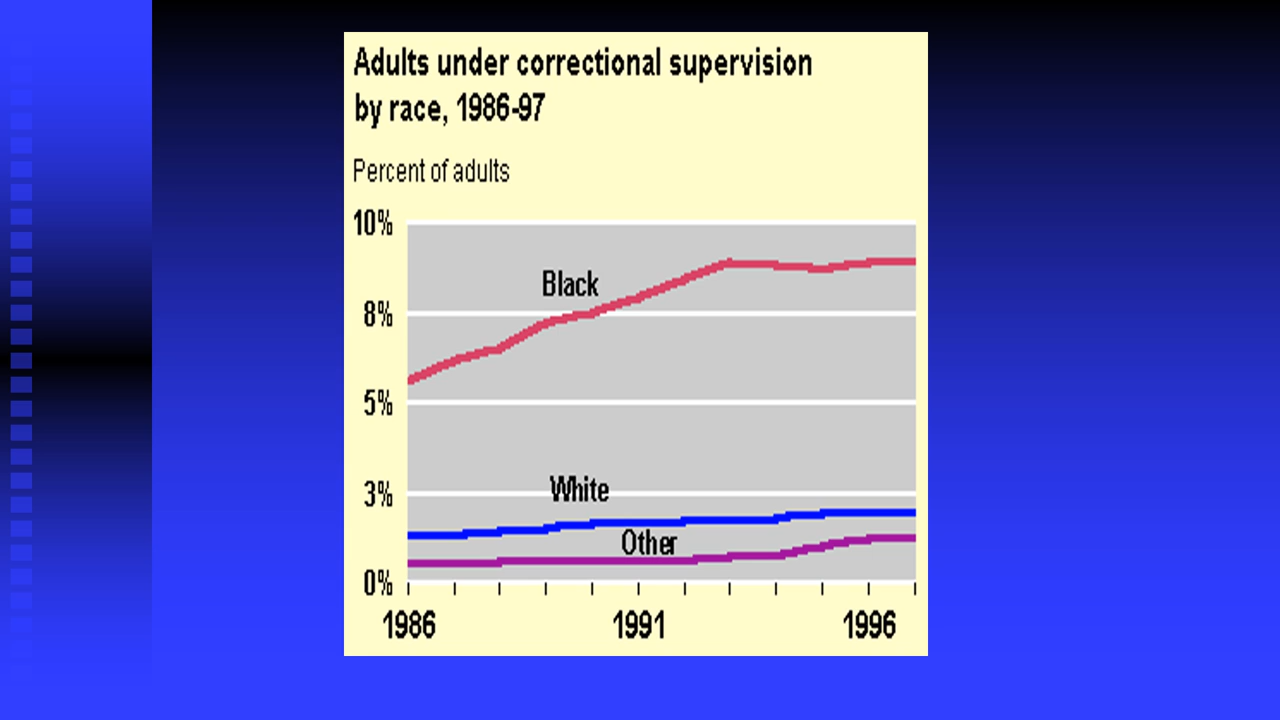 Adults under correctional supervision
by race, 1986-97
Percent of adults
10%
Black
8%
5%
3%
White
Other
0%
1986 1991 1996